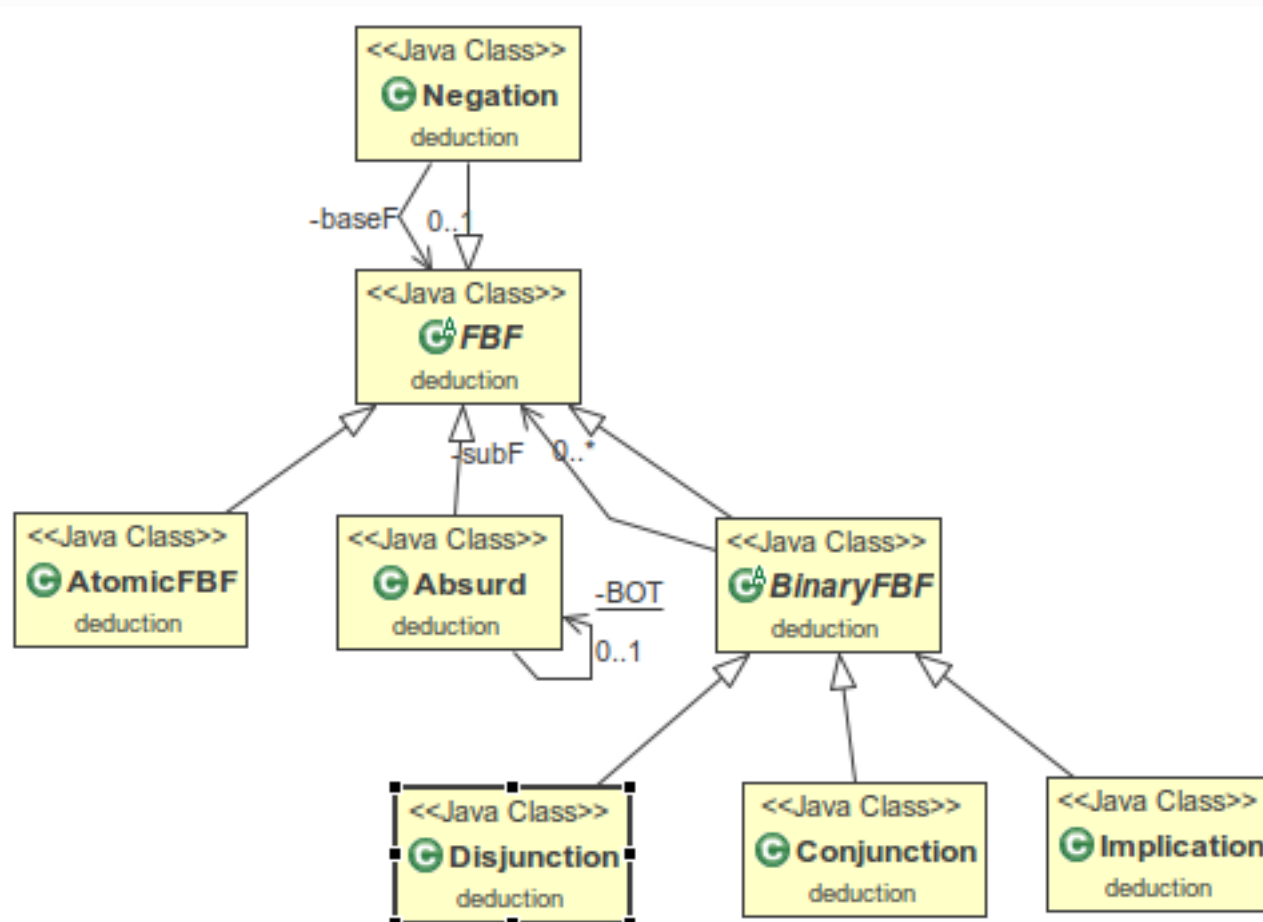 <<Java Class>>
Negation
deduction
-baseF
0..1
<<Java Class>>
FBF
deduction
-subF
0..*
<<Java Class>>
AtomicFBF
deduction
<<Java Class>>
Absurd
deduction
-BOT
0..1
<<Java Class>>
BinaryFBF
deduction
<<Java Class>>
Disjunction
deduction
<<Java Class>>
Conjunction
deduction
<<Java Class>>
Implication
deduction